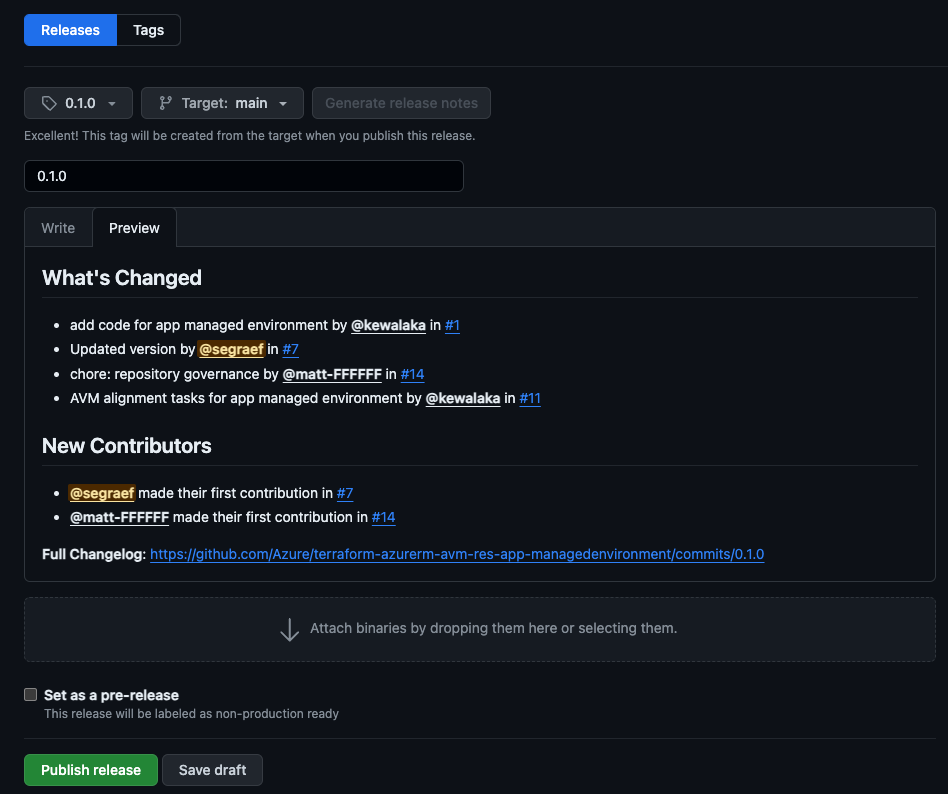 Releases Tags
0.1.0 Target: main Generate release notes
Excellent! This tag will be created from the target when you publish this release.
0.1.0
Write Preview
What's Changed
add code for app managed environment by @kewalaka in #1
Updated version by @segraef in #7
chore: repository governance by @matt-FFFFFF in #14
AVM alignment tasks for app managed environment by @kewalaka in #11
New Contributors
@segraef made their first contribution in #7
@matt-FFFFFF made their first contribution in #14
Full Changelog: https://github.com/Azure/terraform-azurerm-avm-res-app-managedenvironment/commits/0.1.0
Attach binaries by dropping them here or selecting them.
Set as a pre-release
This release will be labeled as non-production ready
Publish release Save draft